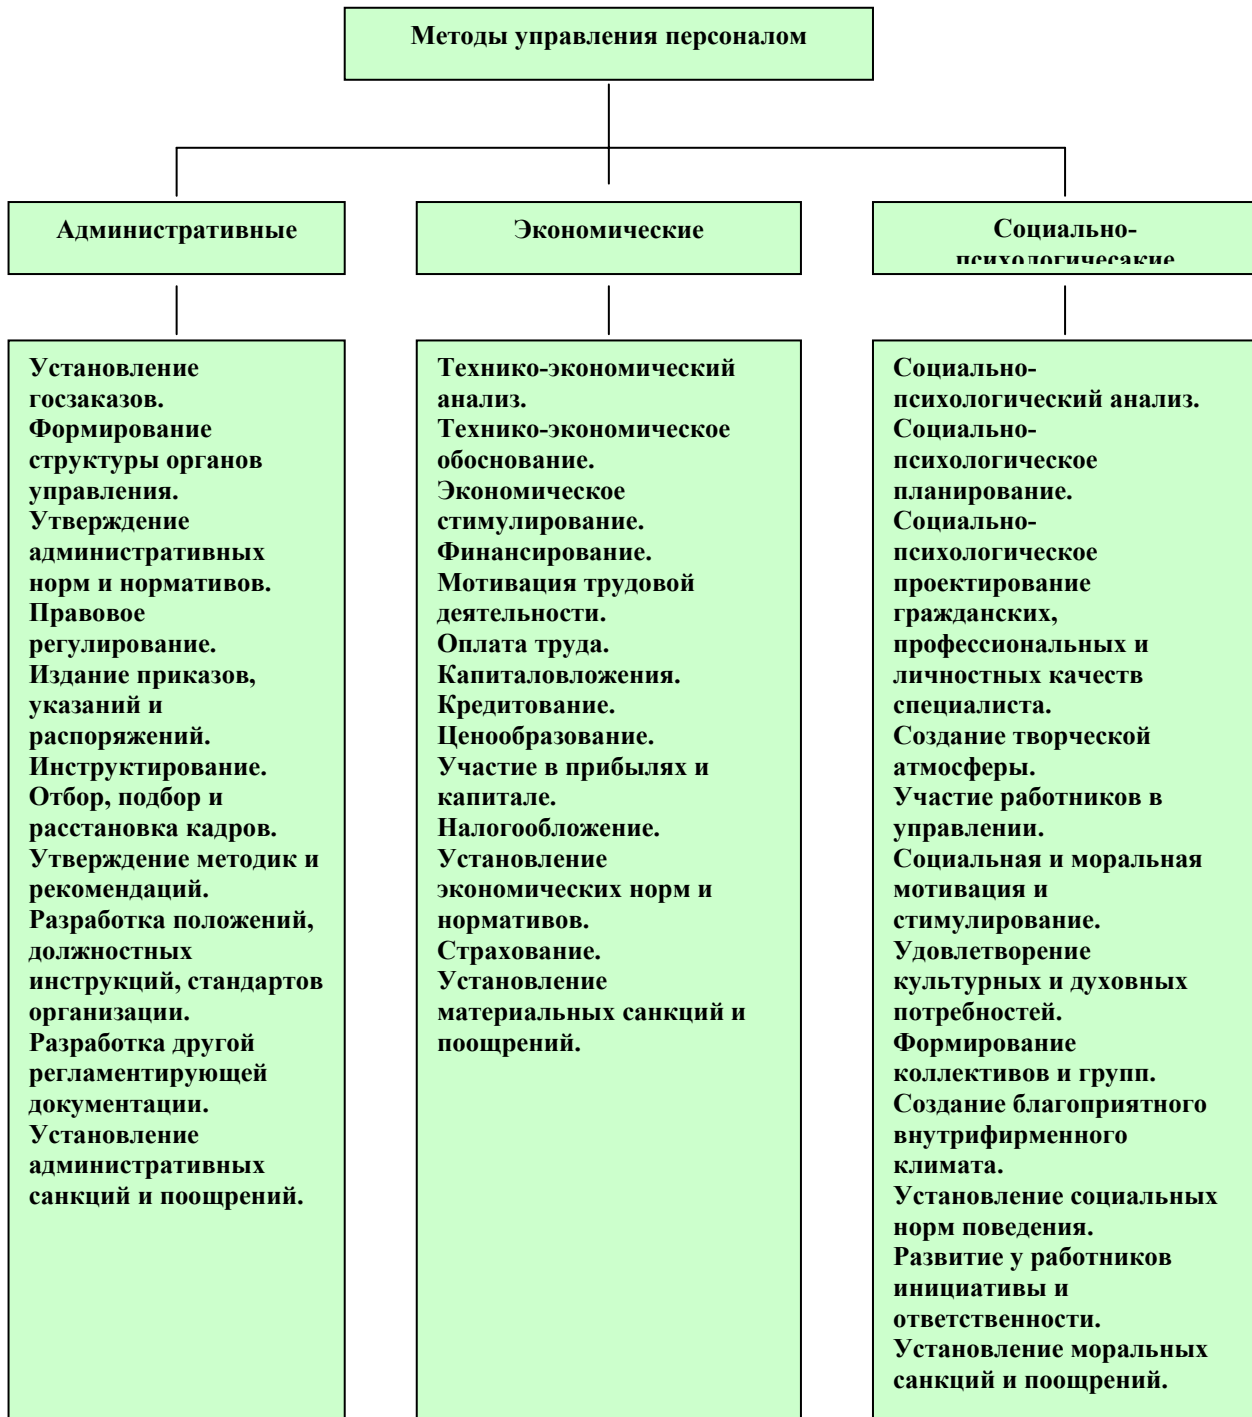 Методы управления персоналом
Административные
Экономические
Социально-
психологичесакие
Установление
госзаказов.
Формирование
структуры органов
управления.
Утверждение
административных
норм и нормативов.
Правовое
регулирование.
Издание приказов,
указаний и
распоряжений.
Инструктирование.
Отбор, подбор и
расстановка кадров.
Утверждение методик и
рекомендаций.
Разработка положений,
должностных
инструкций, стандартов
организации.
Разработка другой
регламентирующей
документации.
Установление
административных
санкций и поощрений.
Технико-экономический
анализ.
Технико-экономическое
обоснование.
Экономическое
стимулирование.
Финансирование.
Мотивация трудовой
деятельности.
Оплата труда.
Капиталовложения.
Кредитование.
Ценообразование.
Участие в прибылях и
капитале.
Налогообложение.
Установление
экономических норм и
нормативов.
Страхование.
Установление
материальных санкций и
поощрений.
Социально-
психологический анализ.
Социально-
психологическое
планирование.
Социально-
психологическое
проектирование
гражданских,
профессиональных и
личностных качеств
специалиста.
Создание творческой
атмосферы.
Участие работников в
управлении.
Социальная и моральная
мотивация и
стимулирование.
Удовлетворение
культурных и духовных
потребностей.
Формирование
коллективов и групп.
Создание благоприятного
внутрифирменного
климата.
Установление социальных
норм поведения.
Развитие у работников
инициативы и
ответственности.
Установление моральных
санкций и поощрений.